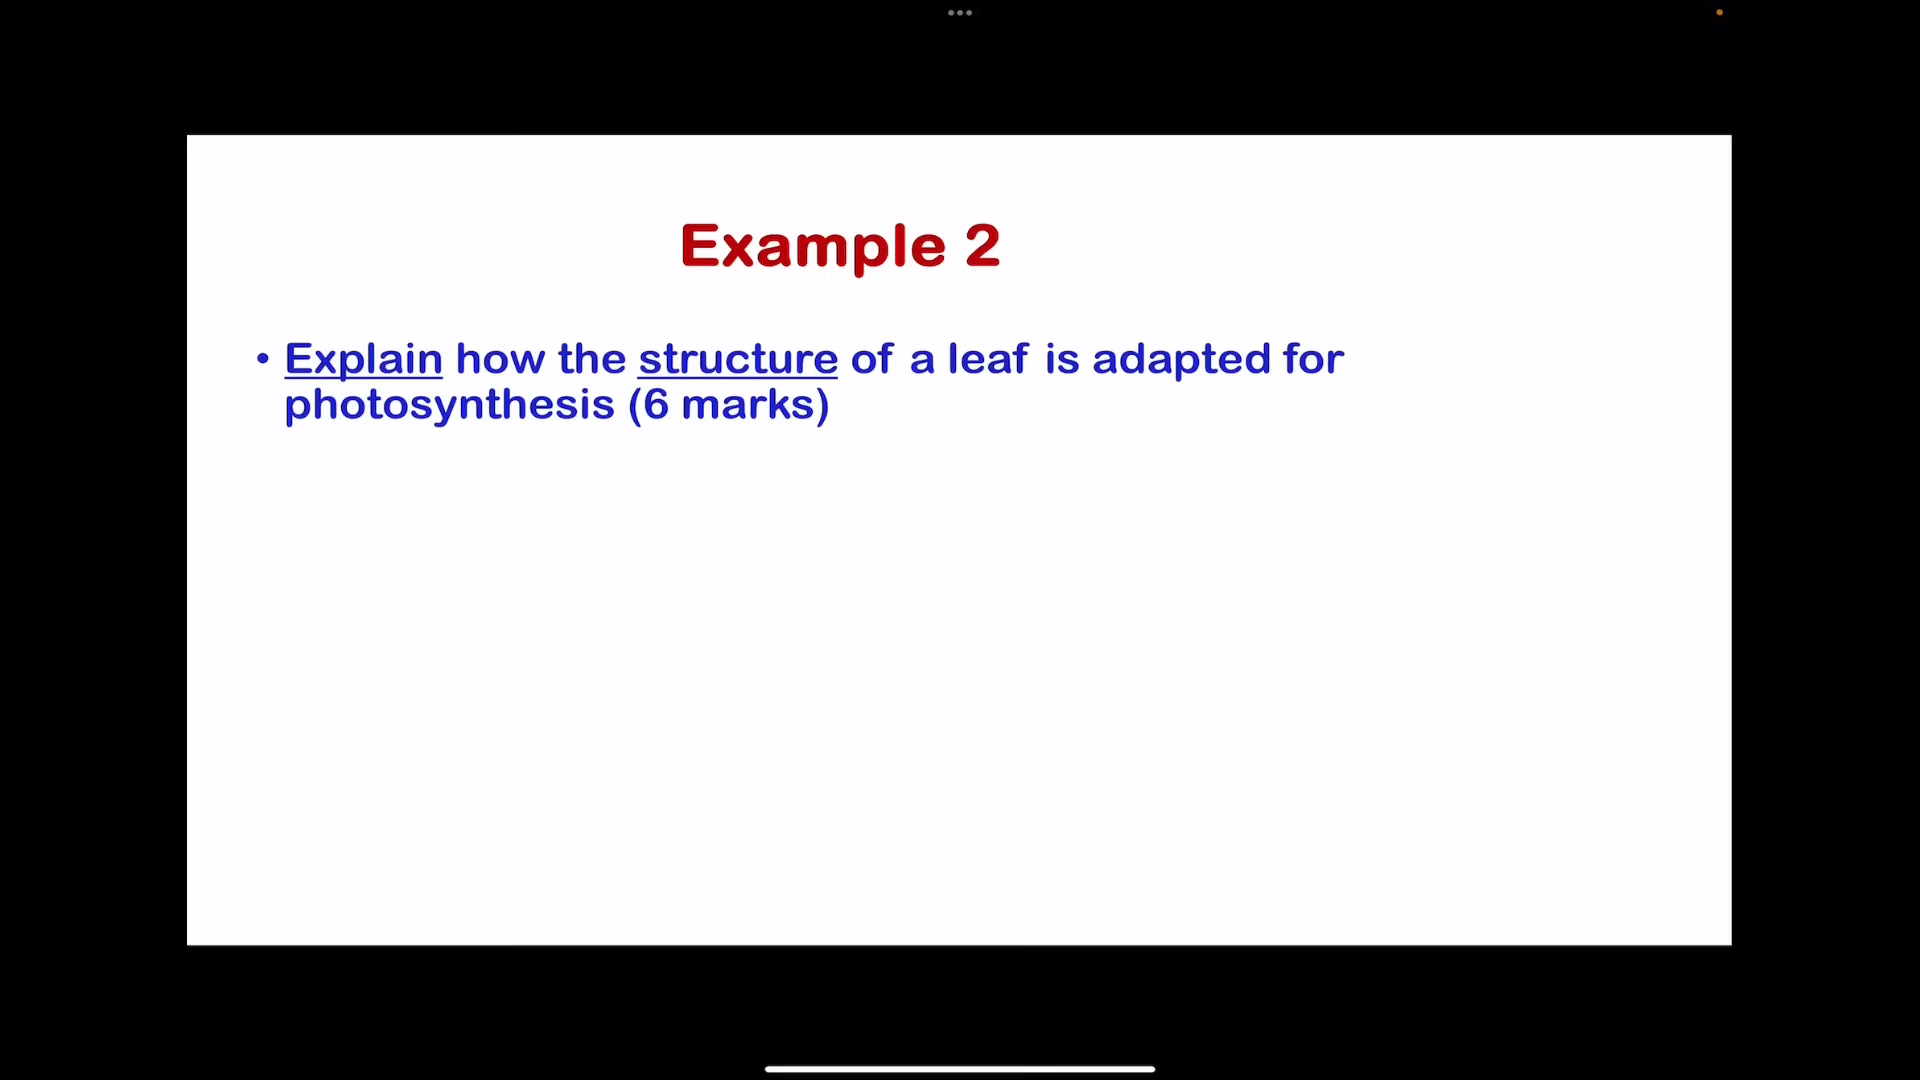 Example 2
• Explain how the structure of a leaf is adapted for
photosynthesis (6 marks)